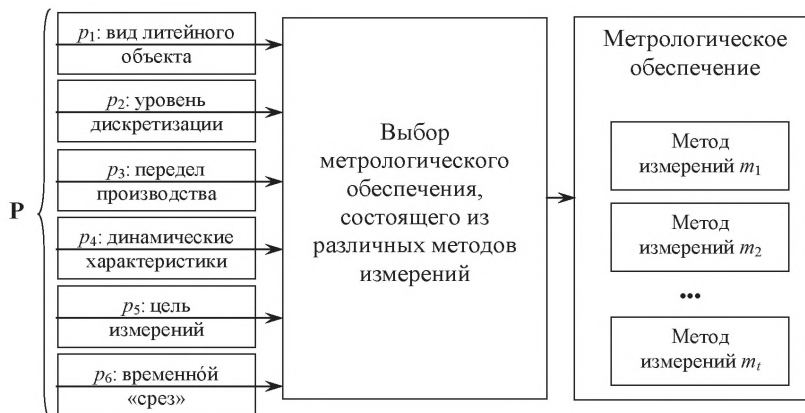 P
p₁: вид литейного
объекта
p₂: уровень
дискретизации
p₃: передел
производства
p₄: динамические
характеристики
p₅: цель
измерений
p₆: временнóй
«срез»
Выбор
метрологического
обеспечения,
состоящего из
различных методов
измерений
Метрологическое
обеспечение
Метод
измерений m₁
Метод
измерений m₂
•••
Метод
измерений mₜ